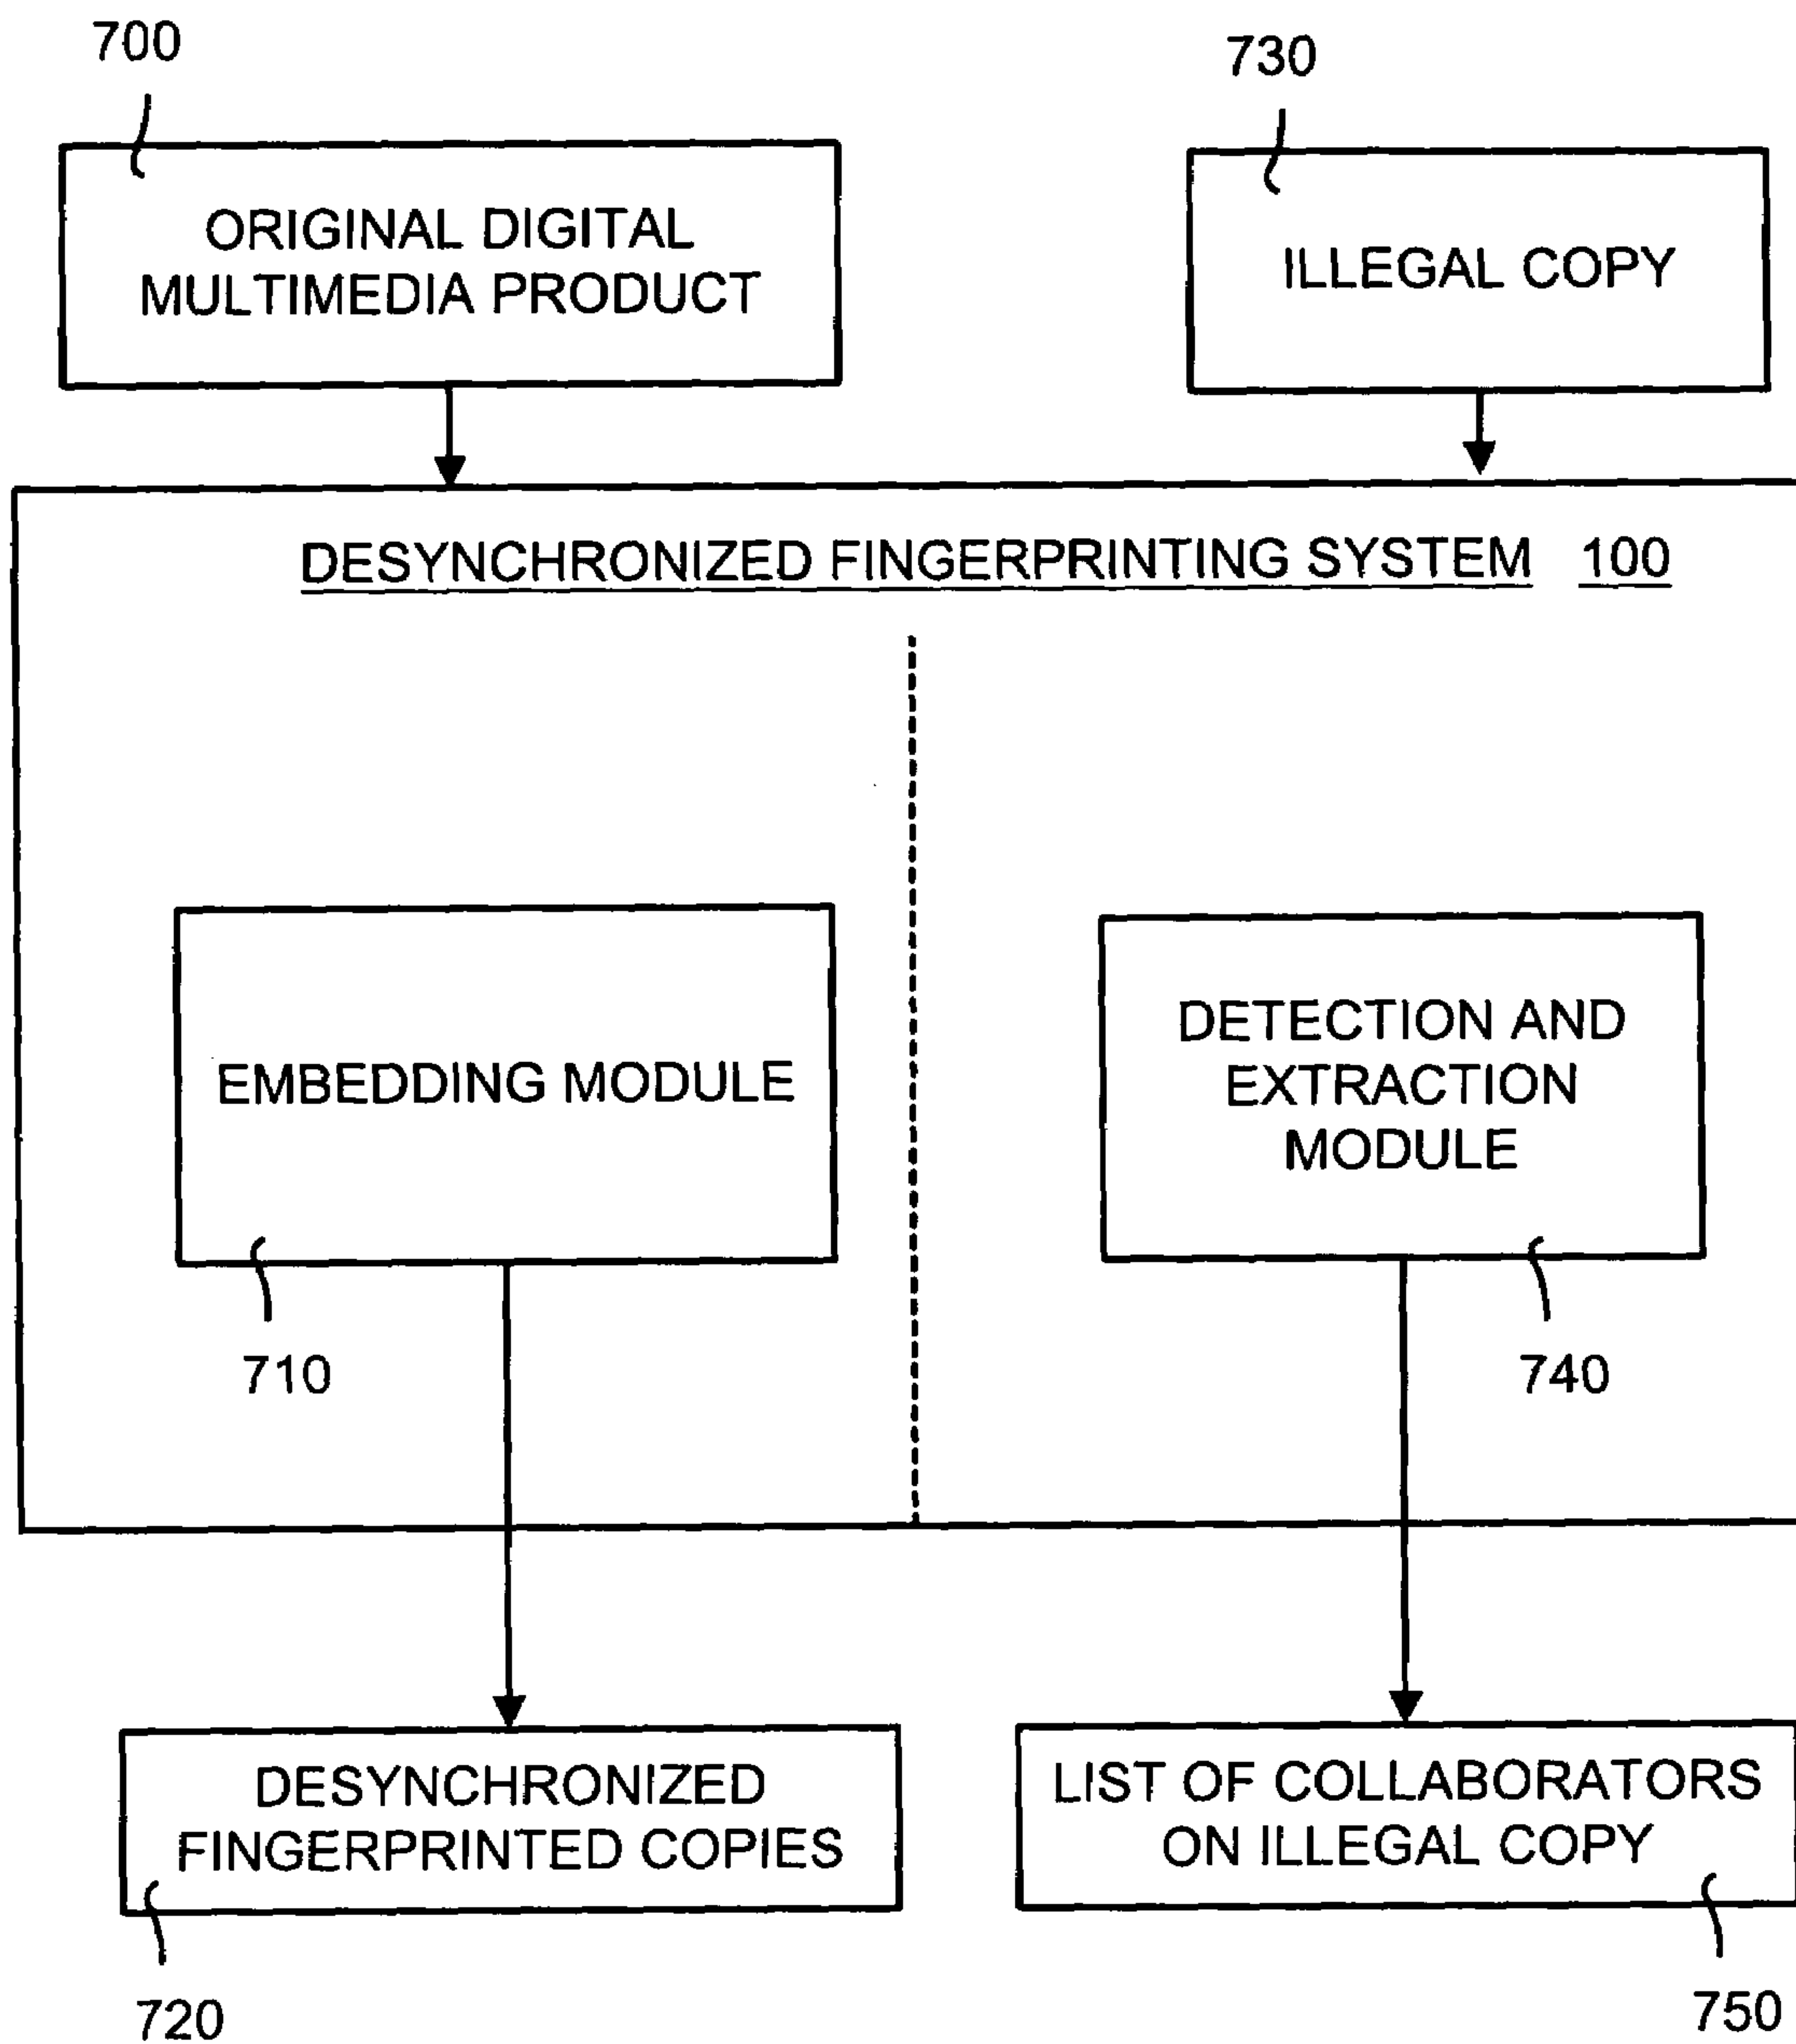 700
730
ORIGINAL DIGITAL
MULTIMEDIA PRODUCT
ILLEGAL COPY
DESYNCHRONIZED FINGERPRINTING SYSTEM 100
EMBEDDING MODULE
DETECTION AND
EXTRACTION
MODULE
710
740
DESYNCHRONIZED
FINGERPRINTED COPIES
LIST OF COLLABORATORS
ON ILLEGAL COPY
720
750